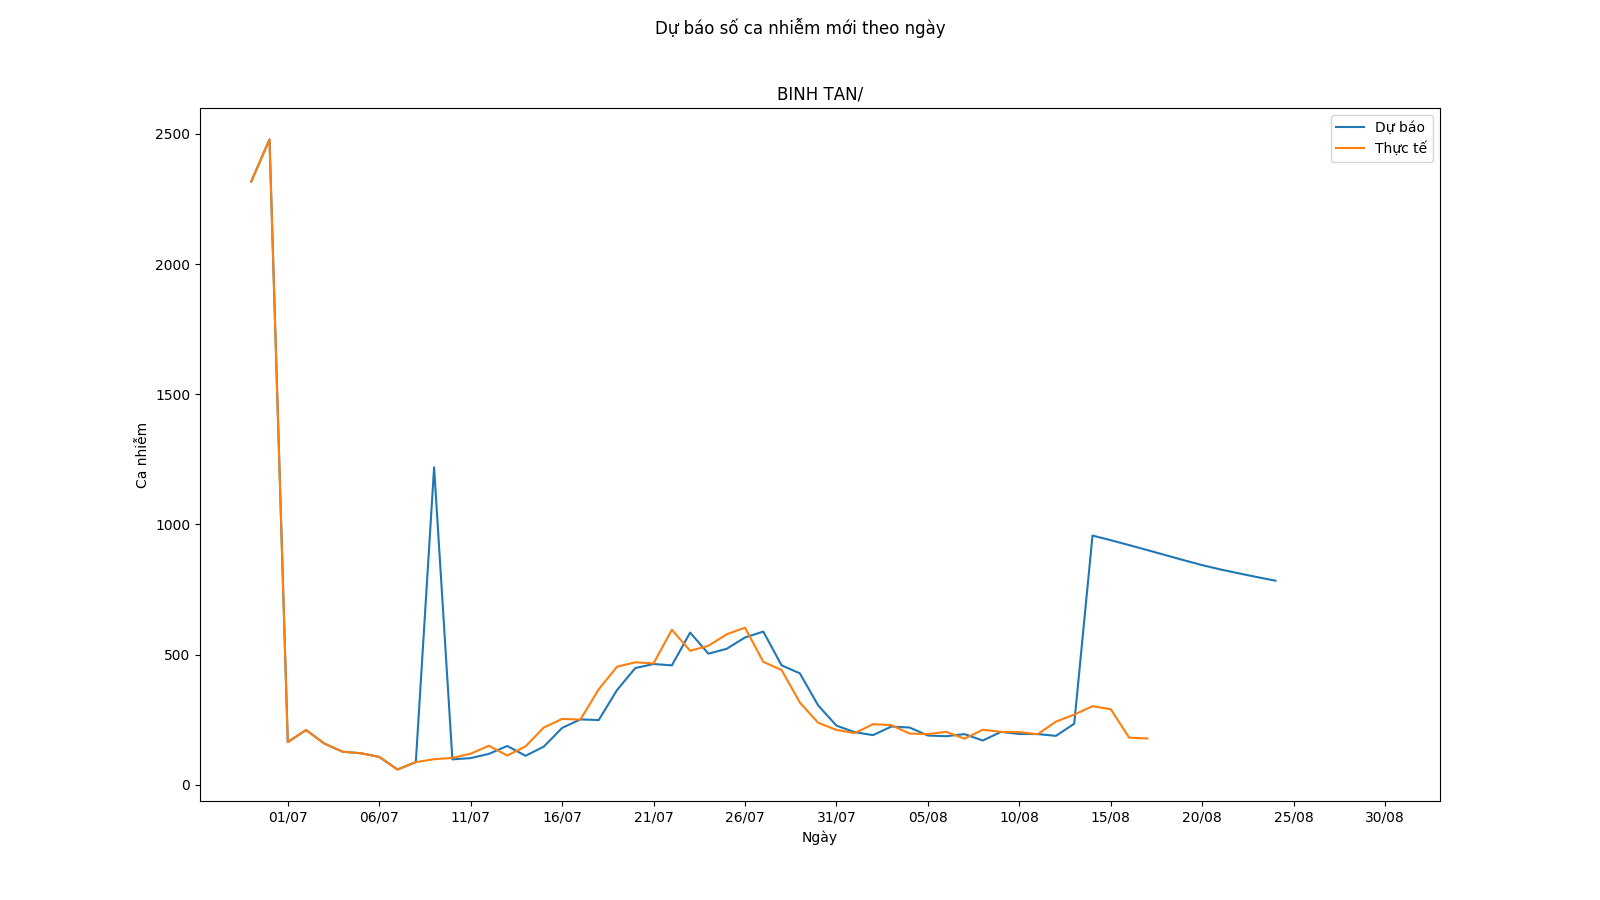 Dự báo số ca nhiễm mới theo ngày
BINH TAN/
Dự báo
Thực tế
2500
2000
1500
1000
500
0
Ca nhiễm
01/07 06/07 11/07 16/07 21/07 26/07 31/07 05/08 10/08 15/08 20/08 25/08 30/08
Ngày